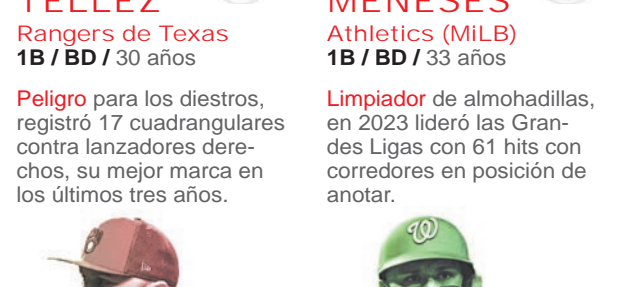 TELLEZ
Rangers de Texas
1B / BD / 30 años
Peligro para los diestros,
registró 17 cuadrangulares
contra lanzadores dere-
chos, su mejor marca en
los últimos tres años.
MENESES
Athletics (MiLB)
1B / BD / 33 años
Limpiador de almohadillas,
en 2023 lideró las Gran-
des Ligas con 61 hits con
corredores en posición de
anotar.
W